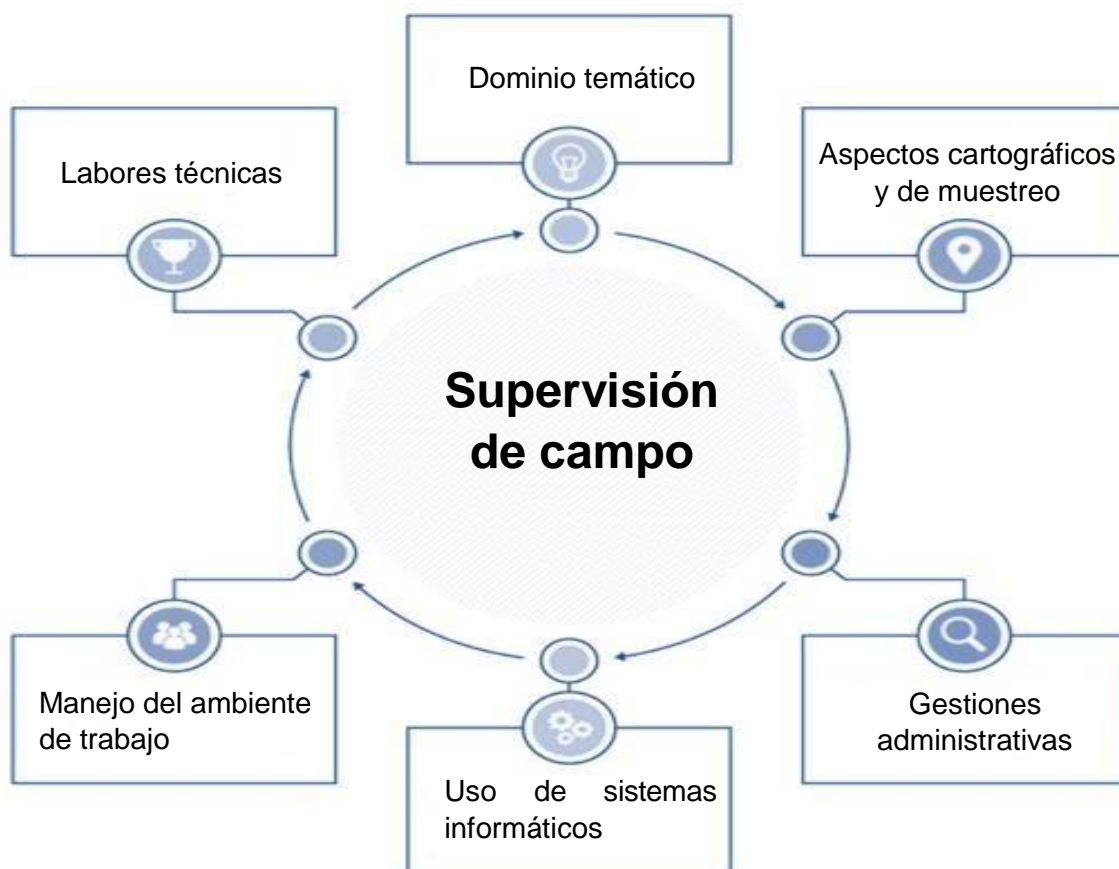 Dominio temático
Labores técnicas
Aspectos cartográficos
y de muestreo
Supervisión
de campo
Manejo del ambiente
de trabajo
Uso de sistemas
informáticos
Gestiones
administrativas